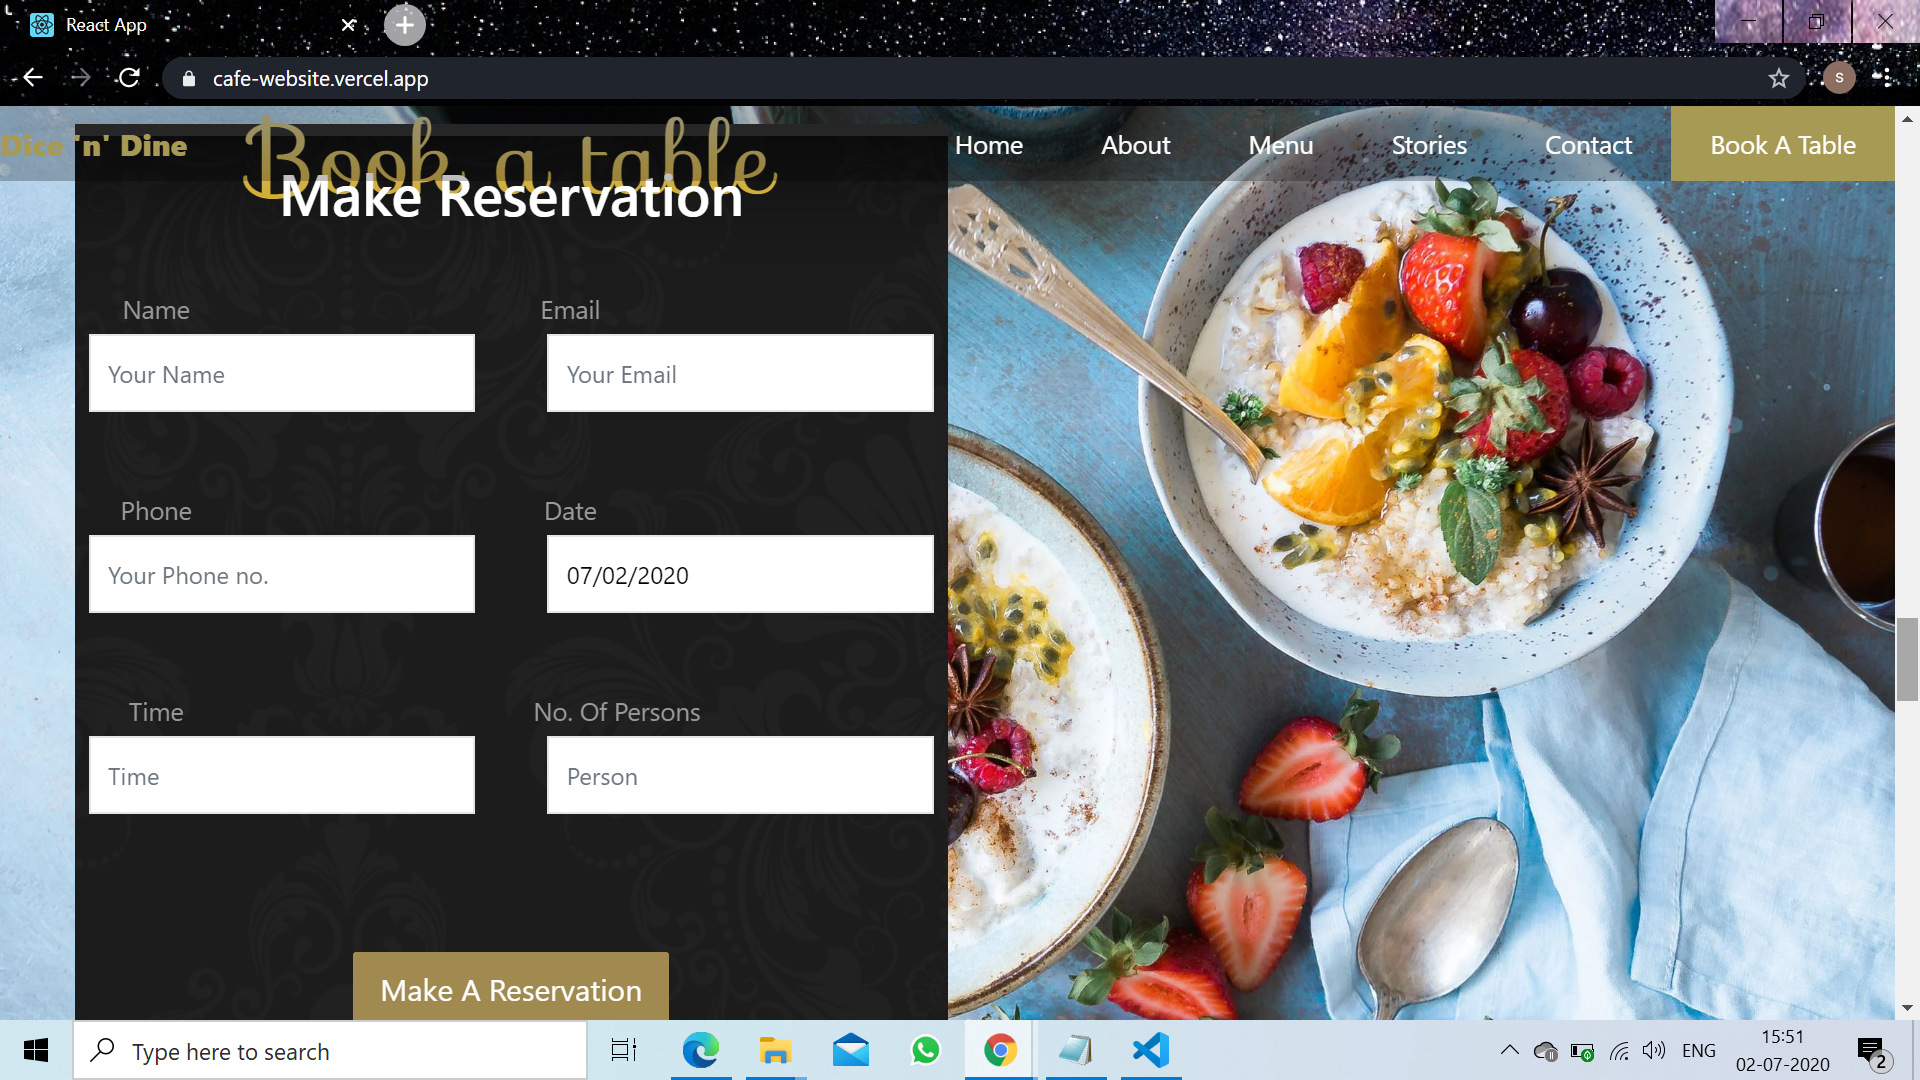 React App
cafe-website.vercel.app
S
Dice 'n' Dine
Home
About
Menu
Stories
Contact
Book A Table
Book a table
Make Reservation
Name
Email
Your Name
Your Email
Phone
Date
Your Phone no.
07/02/2020
Time
No. Of Persons
Time
Person
Make A Reservation
Type here to search
ENG
15:51
02-07-2020
2